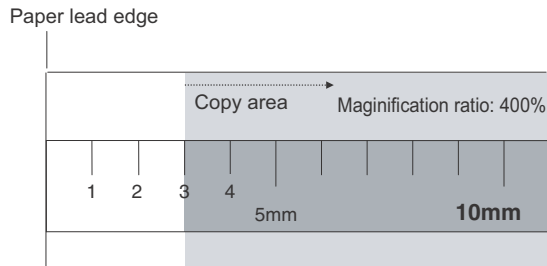 Paper lead edge
Copy area
Maginification ratio: 400%
1 2 3 4
5mm
10mm